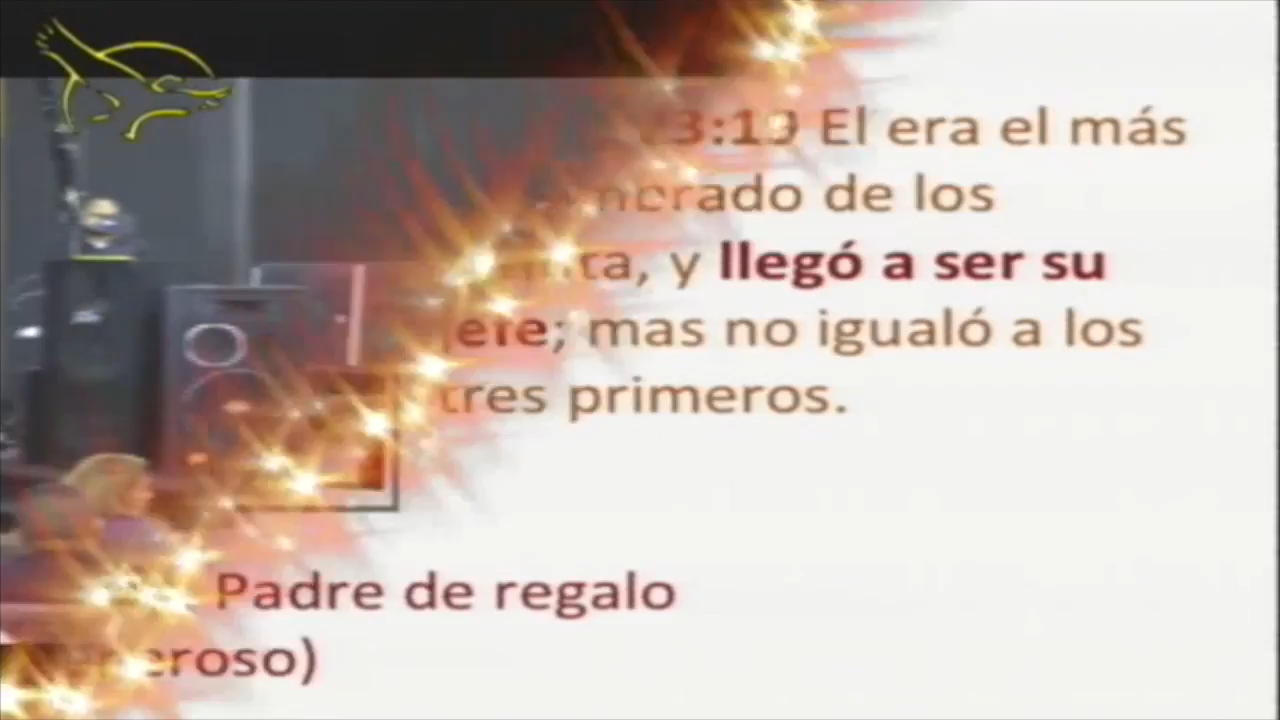 El era el más
de los
y llegó a ser su
mas no igualó a los
tres primeros.
Padre de regalo